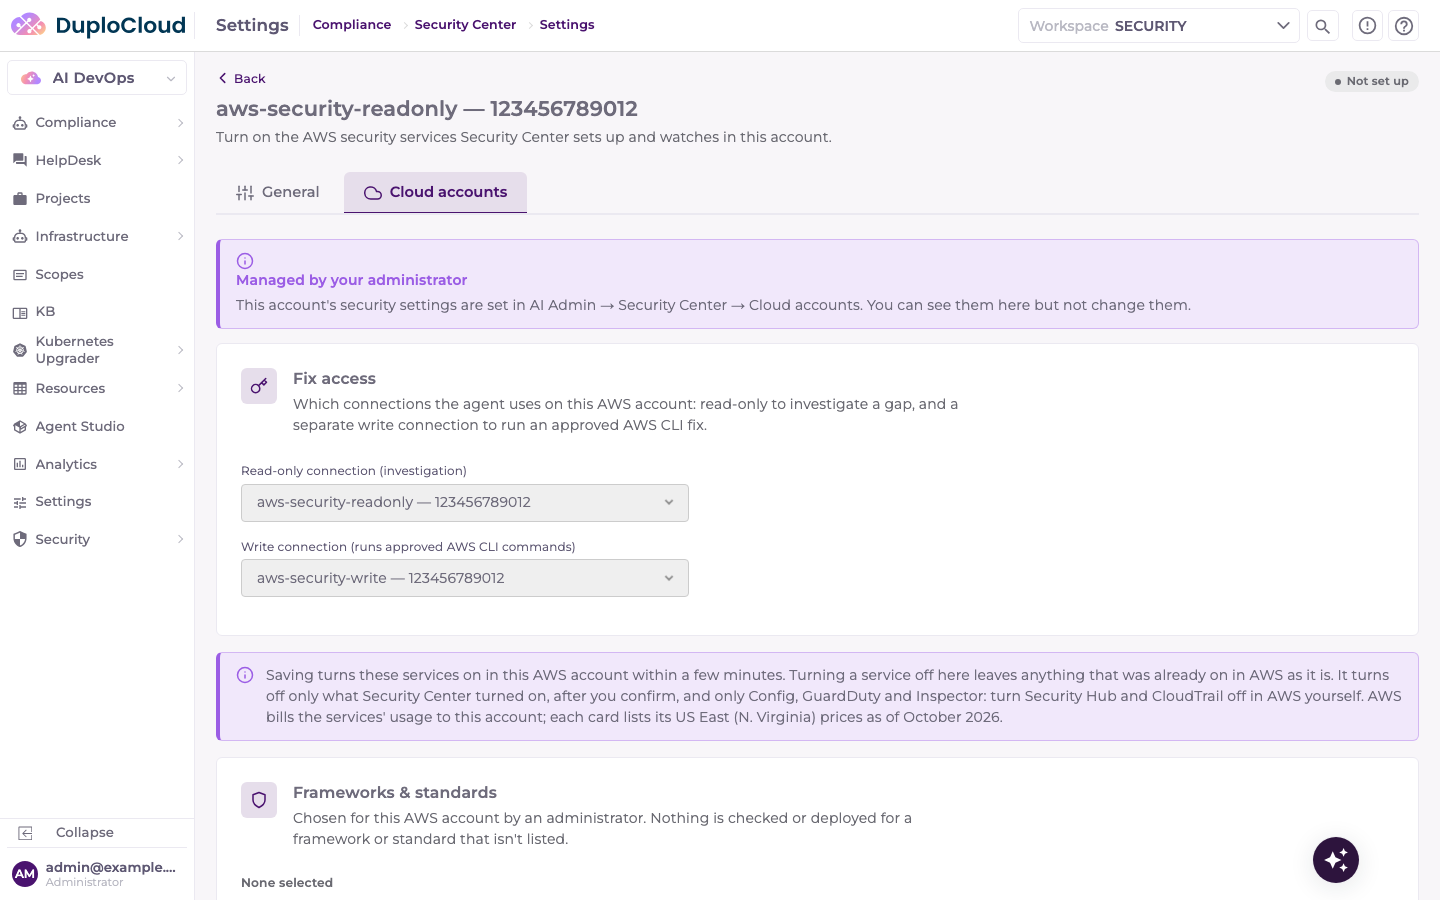 DuploCloud
Settings
Compliance > Security Center > Settings
Workspace SECURITY
AI DevOps
Compliance
HelpDesk
Projects
Infrastructure
Scopes
KB
Kubernetes
Upgrader
Resources
Agent Studio
Analytics
Settings
Security
Collapse
AM
admin@example....
Administrator
Back
Not set up
aws-security-readonly — 123456789012
Turn on the AWS security services Security Center sets up and watches in this account.
General
Cloud accounts
Managed by your administrator
This account's security settings are set in AI Admin → Security Center → Cloud accounts. You can see them here but not change them.
Fix access
Which connections the agent uses on this AWS account: read-only to investigate a gap, and a
separate write connection to run an approved AWS CLI fix.
Read-only connection (investigation)
aws-security-readonly — 123456789012
Write connection (runs approved AWS CLI commands)
aws-security-write — 123456789012
Saving turns these services on in this AWS account within a few minutes. Turning a service off here leaves anything that was already on in AWS as it is. It turns
off only what Security Center turned on, after you confirm, and only Config, GuardDuty and Inspector: turn Security Hub and CloudTrail off in AWS yourself. AWS
bills the services' usage to this account; each card lists its US East (N. Virginia) prices as of October 2026.
Frameworks & standards
Chosen for this AWS account by an administrator. Nothing is checked or deployed for a
framework or standard that isn't listed.
None selected